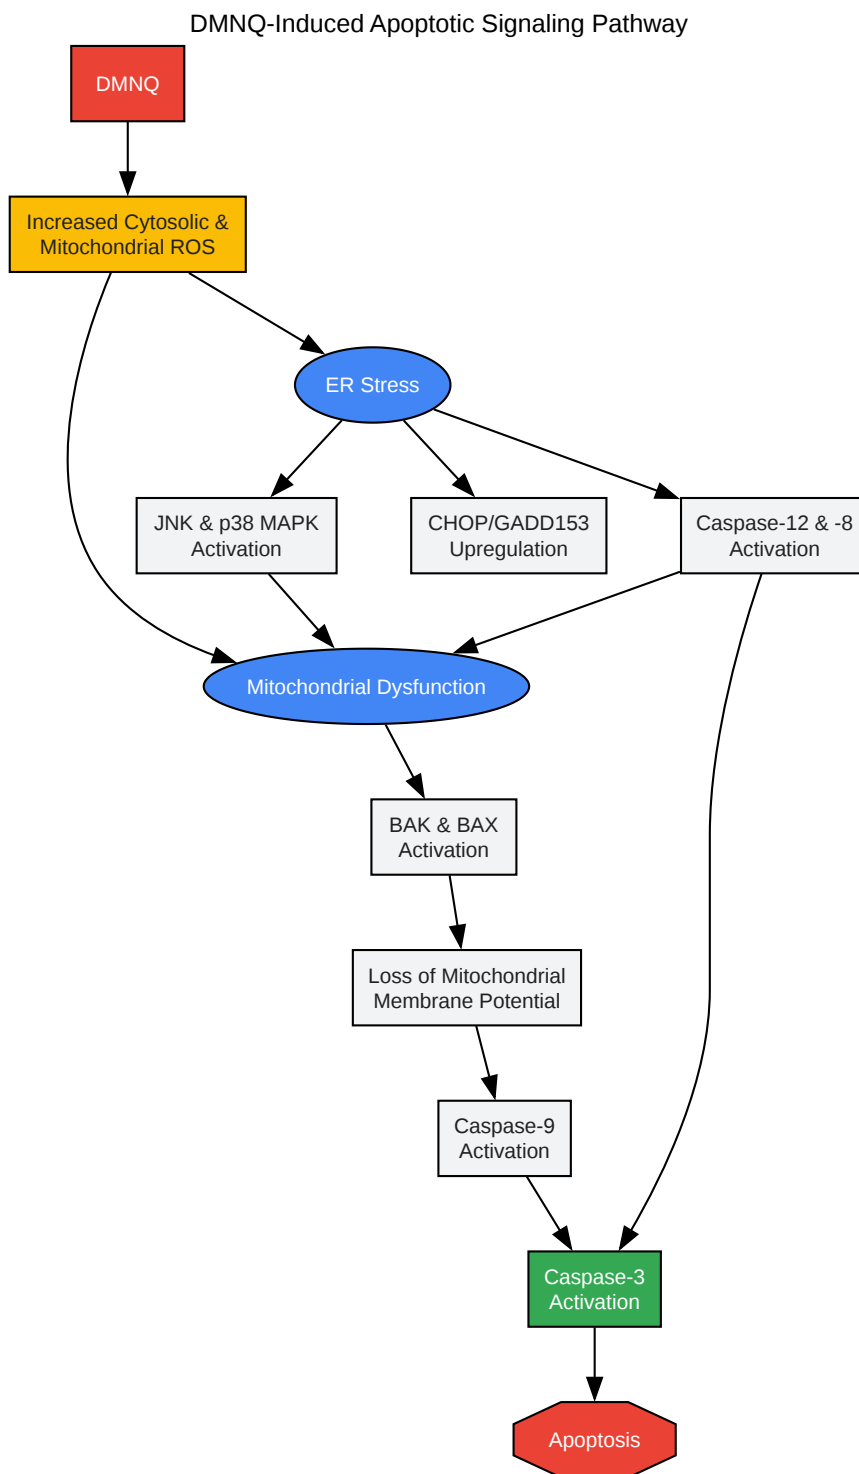 DMNQ-Induced Apoptotic Signaling Pathway
DMNQ
Increased Cytosolic &
Mitochondrial ROS
ER Stress
JNK & p38 MAPK
Activation
CHOP/GADD153
Upregulation
Caspase-12 & -8
Activation
Mitochondrial Dysfunction
BAK & BAX
Activation
Loss of Mitochondrial
Membrane Potential
Caspase-9
Activation
Caspase-3
Activation
Apoptosis